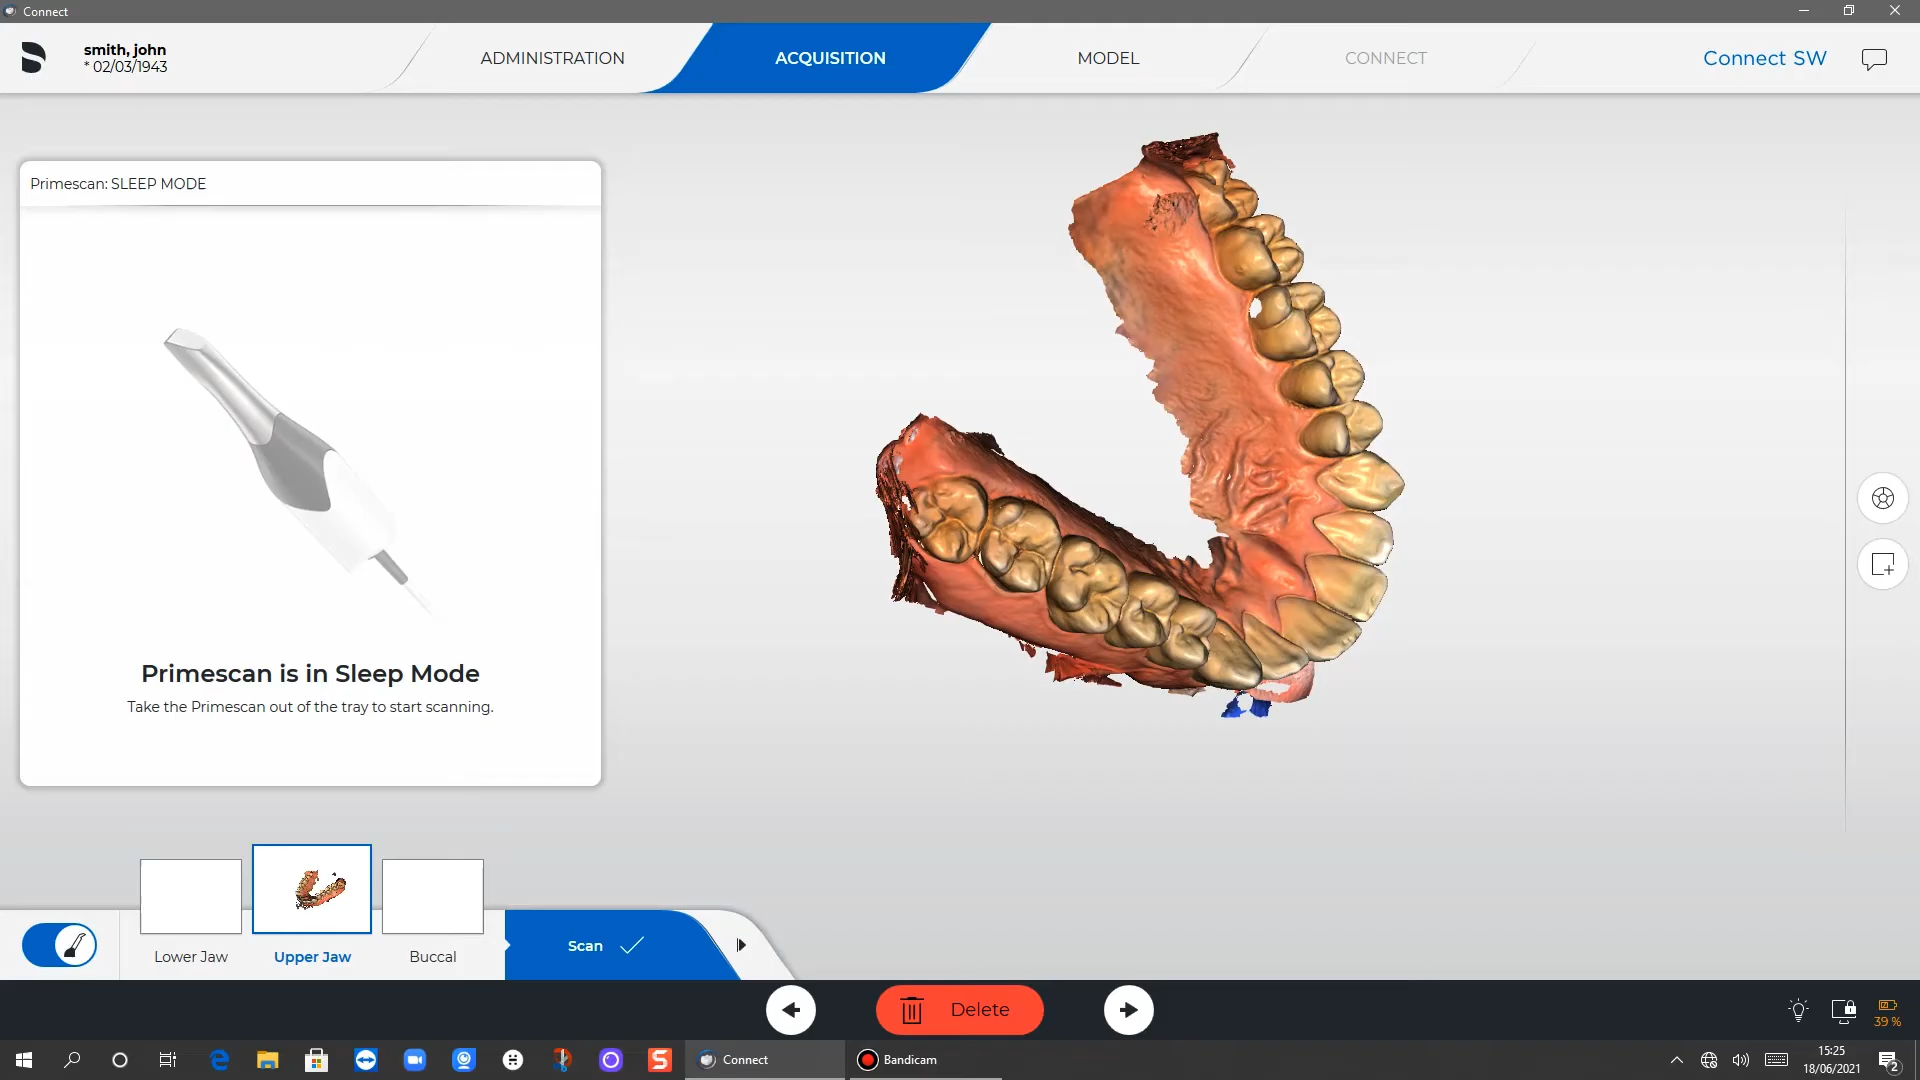 Connect
smith, john
* 02/03/1943
ADMINISTRATION
ACQUISITION
MODEL
CONNECT
Connect SW
Primescan: SLEEP MODE
Primescan is in Sleep Mode
Take the Primescan out of the tray to start scanning.
Lower Jaw
Upper Jaw
Buccal
Scan
Delete
39 %
Connect
Bandicam
15:25
18/06/2021
2